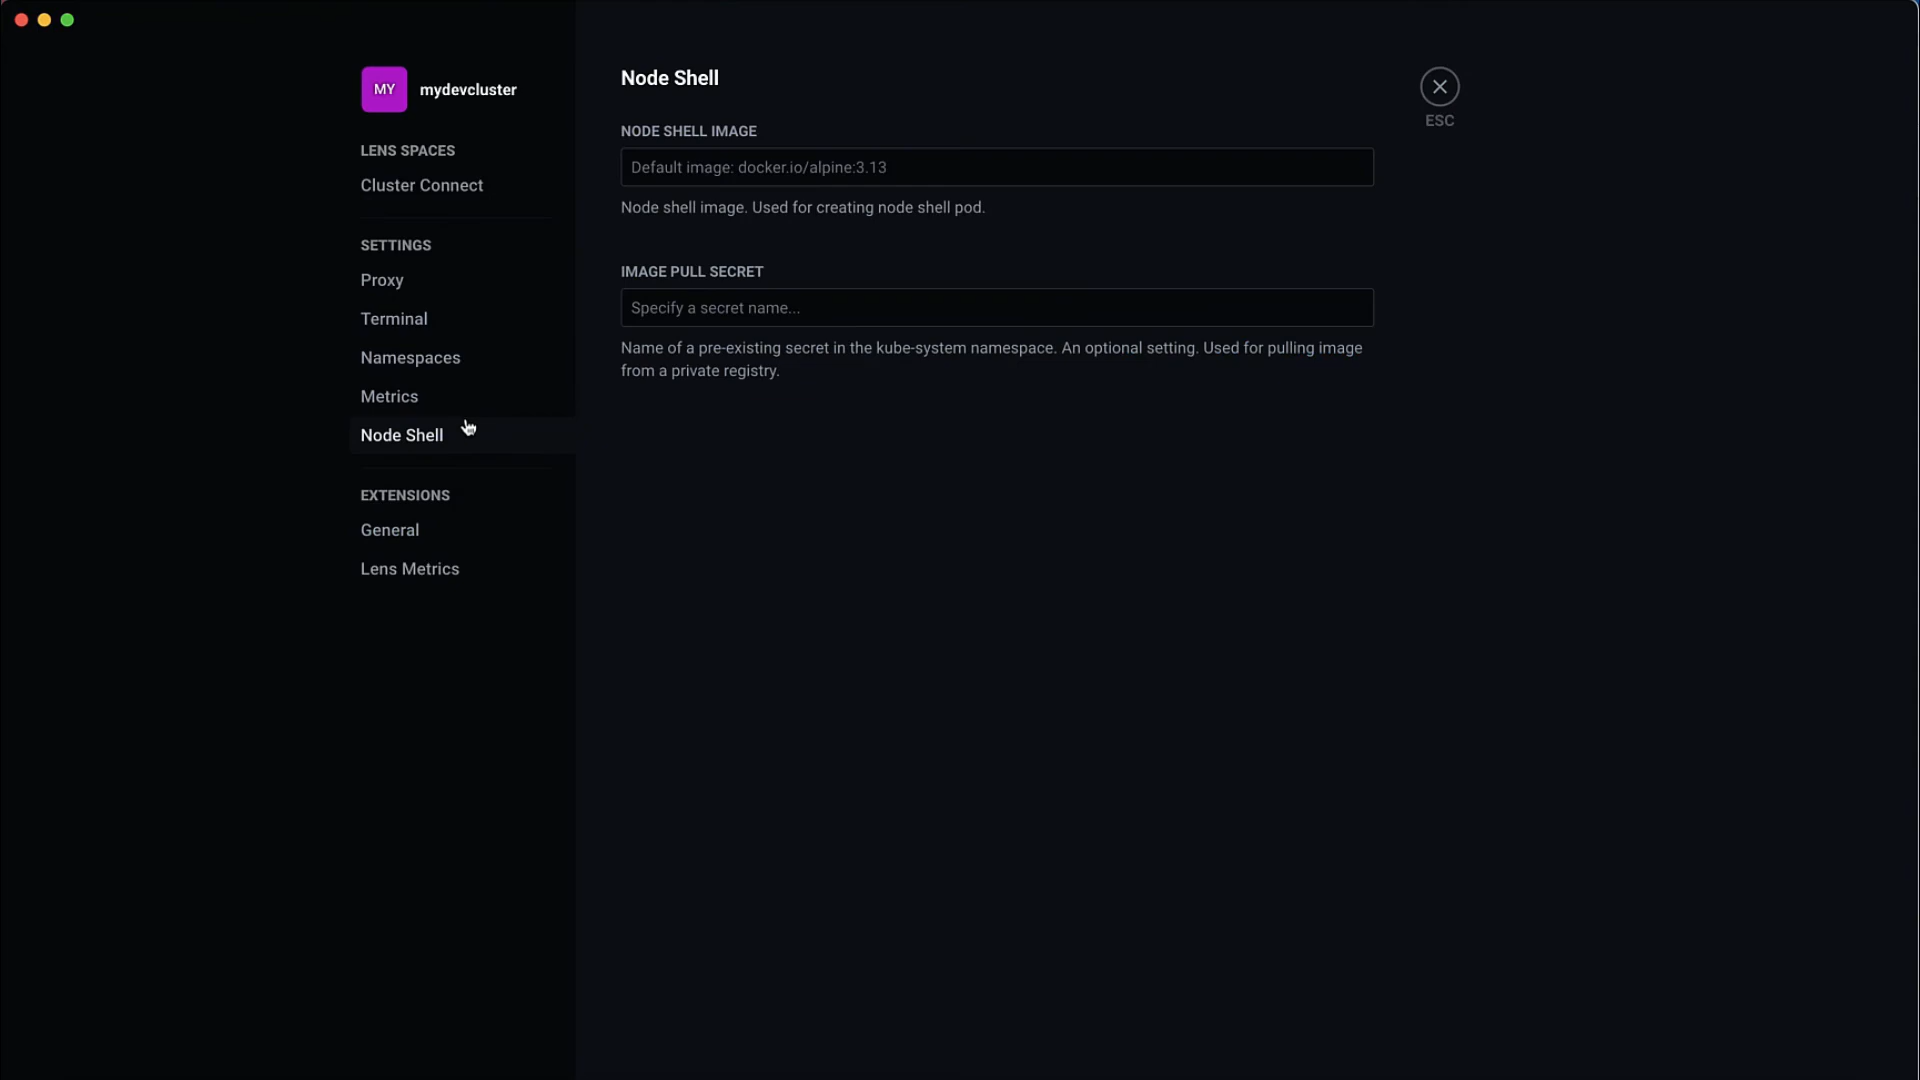 MY
mydevcluster
LENS SPACES
Cluster Connect
SETTINGS
Proxy
Terminal
Namespaces
Metrics
Node Shell
EXTENSIONS
General
Lens Metrics
Node Shell
NODE SHELL IMAGE
Default image: docker.io/alpine:3.13
Node shell image. Used for creating node shell pod.
IMAGE PULL SECRET
Specify a secret name...
Name of a pre-existing secret in the kube-system namespace. An optional setting. Used for pulling image
from a private registry.
ESC